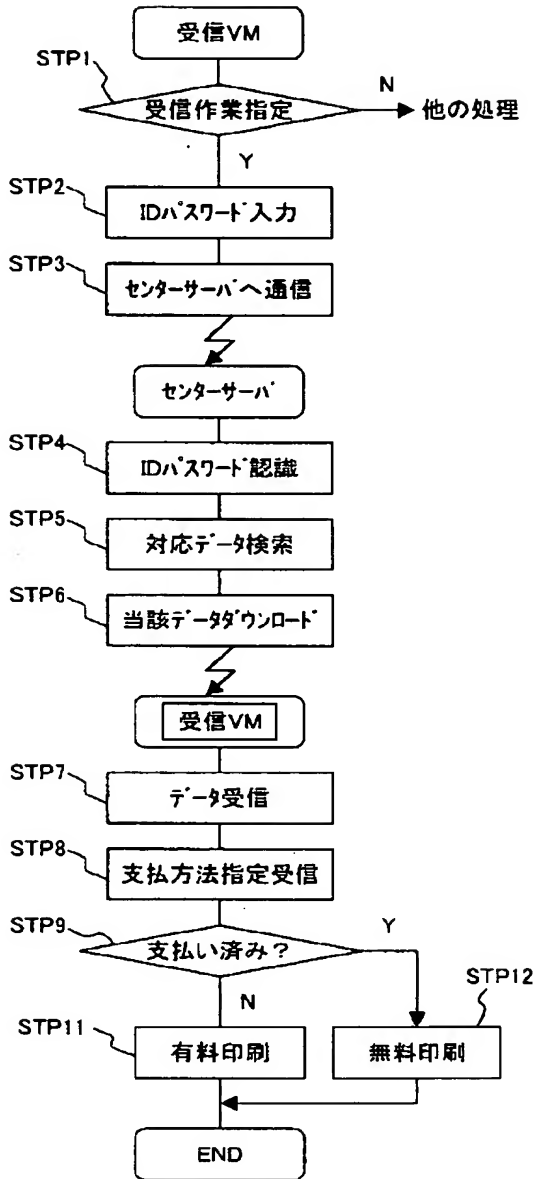 受信VM
STP1
受信作業指定
N
他の処理
Y
STP2
IDパスワード入力
STP3
センターサーバへ通信
センターサーバ
STP4
IDパスワード認識
STP5
対応データ検索
STP6
当該データダウンロード
受信VM
STP7
データ受信
STP8
支払方法指定受信
STP9
支払い済み?
Y
N
STP12
STP11
有料印刷
無料印刷
END